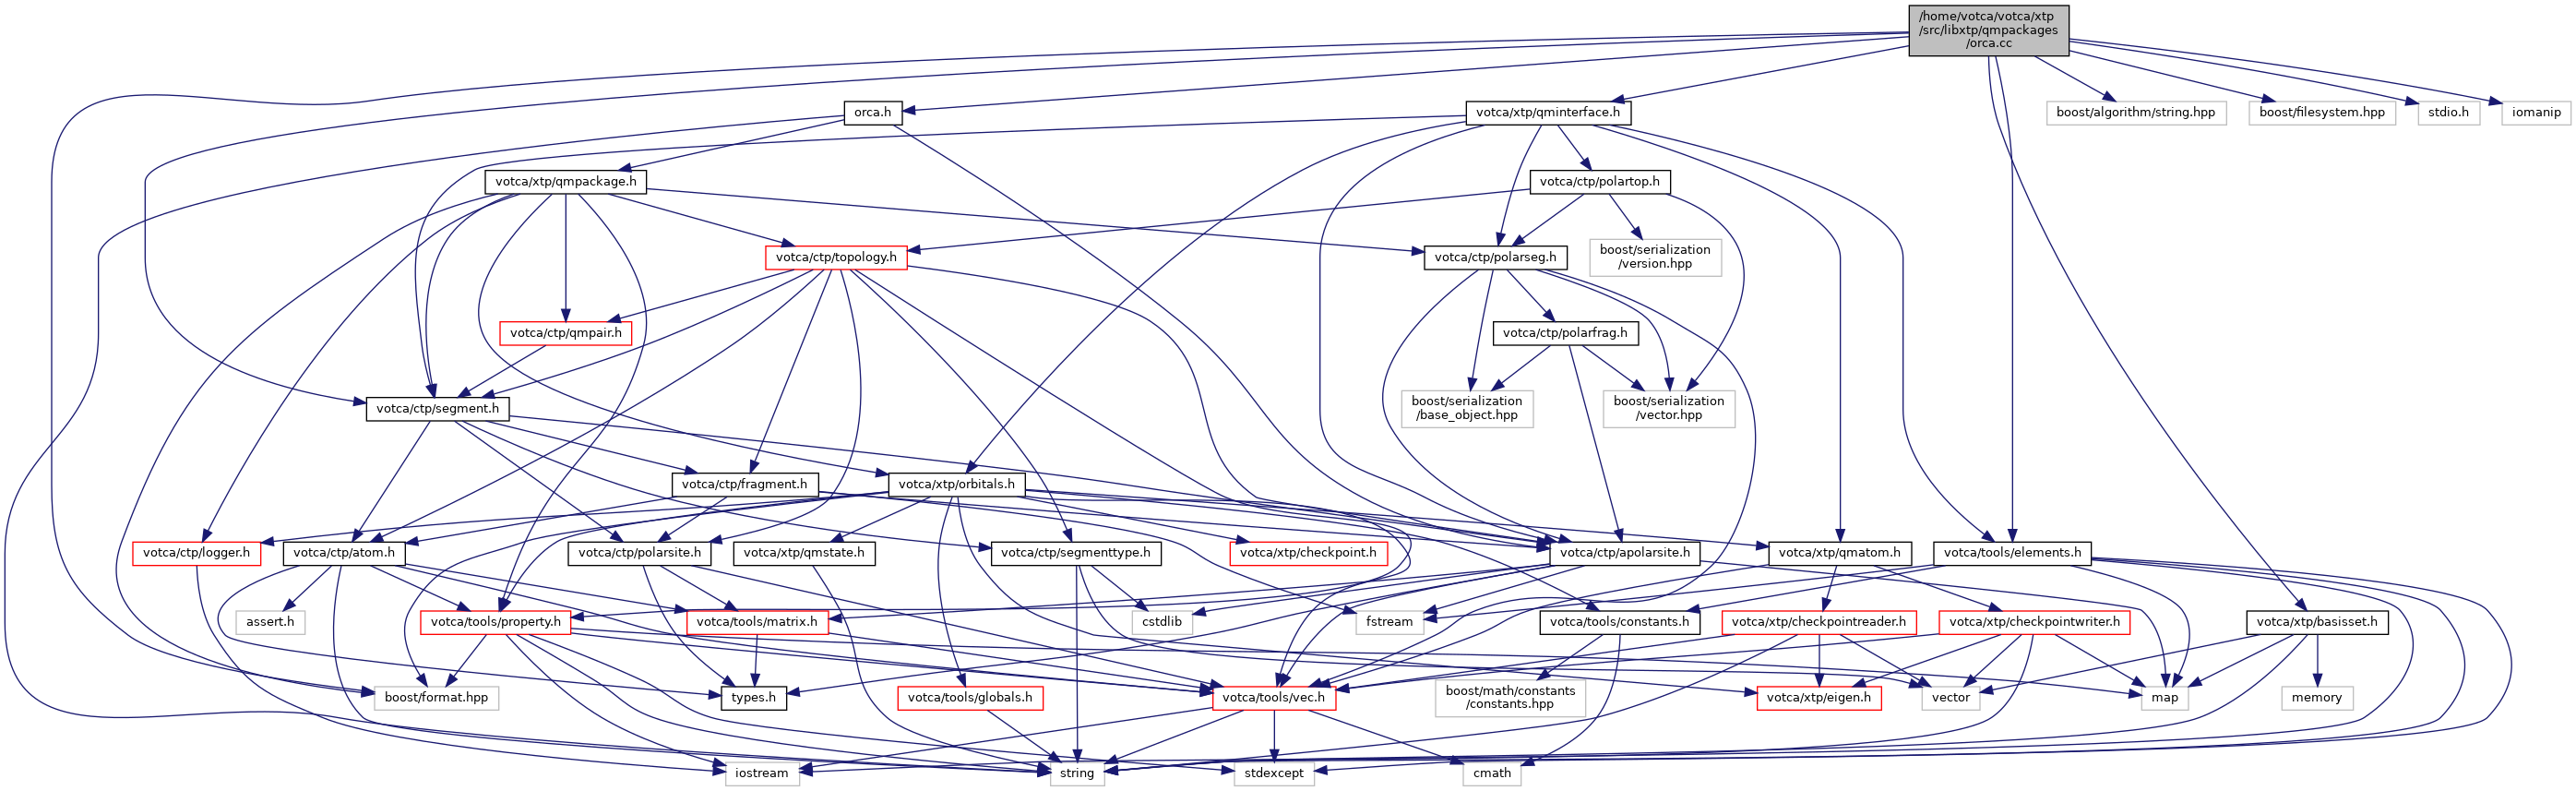 /home/votca/votca/xtp
/src/libxtp/qmpackages
/orca.cc
orca.h
votca/xtp/qminterface.h
boost/algorithm/string.hpp
boost/filesystem.hpp
stdio.h
iomanip
votca/xtp/qmpackage.h
votca/ctp/polartop.h
votca/ctp/topology.h
votca/ctp/polarseg.h
boost/serialization
/version.hpp
votca/ctp/qmpair.h
votca/ctp/polarfrag.h
votca/ctp/segment.h
boost/serialization
/base_object.hpp
boost/serialization
/vector.hpp
votca/ctp/fragment.h
votca/xtp/orbitals.h
votca/ctp/logger.h
votca/ctp/atom.h
votca/ctp/polarsite.h
votca/xtp/qmstate.h
votca/ctp/segmenttype.h
votca/xtp/checkpoint.h
votca/ctp/apolarsite.h
votca/xtp/qmatom.h
votca/tools/elements.h
assert.h
votca/tools/property.h
votca/tools/matrix.h
cstdlib
fstream
votca/tools/constants.h
votca/xtp/checkpointreader.h
votca/xtp/checkpointwriter.h
votca/xtp/basisset.h
boost/format.hpp
types.h
votca/tools/globals.h
votca/tools/vec.h
boost/math/constants
/constants.hpp
votca/xtp/eigen.h
vector
map
memory
iostream
string
stdexcept
cmath